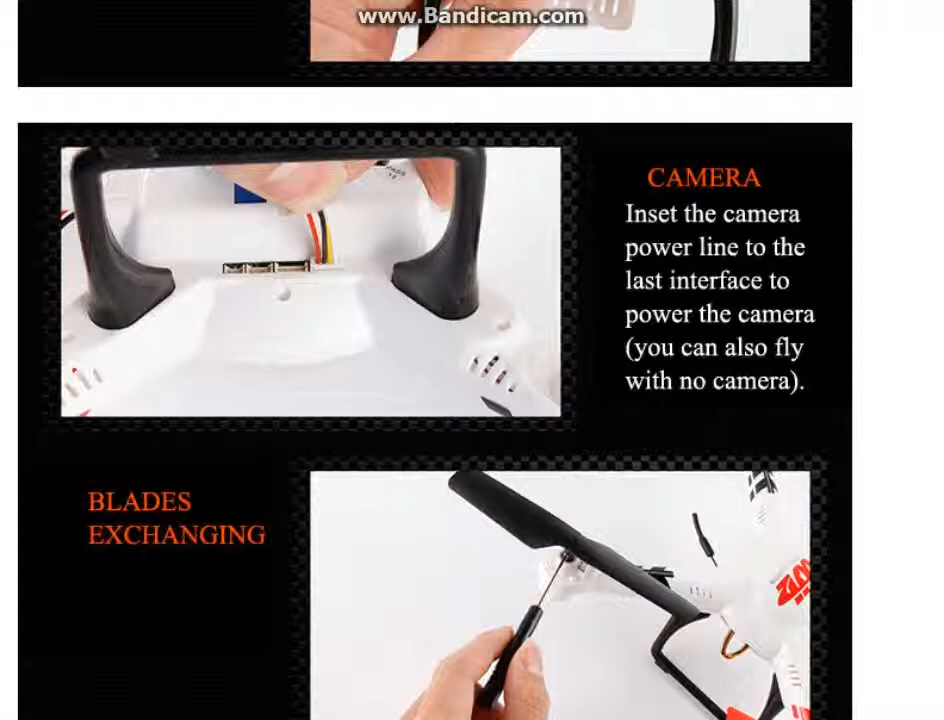 www.Bandicam.com
CAMERA
Inset the camera
power line to the
last interface to
power the camera
(you can also fly
with no camera).
BLADES
EXCHANGING